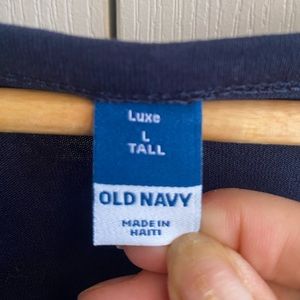 Luxe
L
TALL
OLD NAVY
MADE IN
HAITI